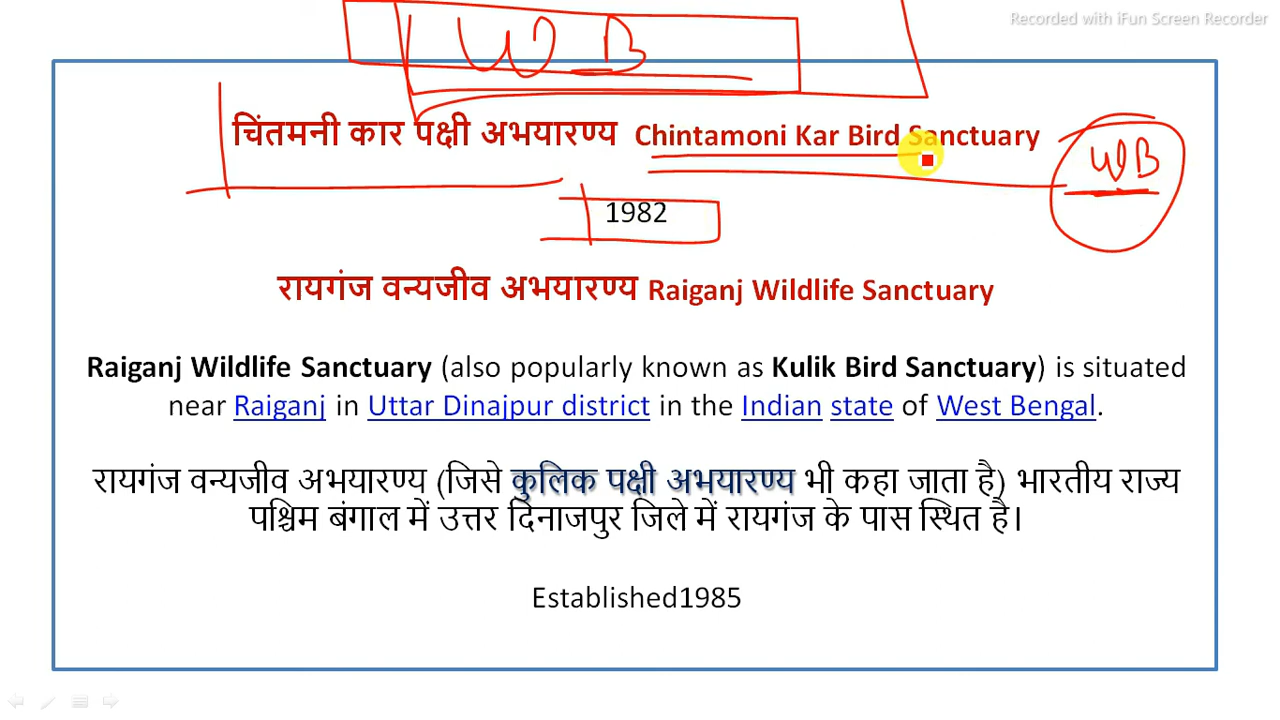 Recorded with iFun Screen Recorder
WB
चिंतमनी कार पक्षी अभयारण्य Chintamoni Kar Bird Sanctuary
WB
1982
रायगंज वन्यजीव अभयारण्य Raiganj Wildlife Sanctuary
Raiganj Wildlife Sanctuary (also popularly known as Kulik Bird Sanctuary) is situated
near Raiganj in Uttar Dinajpur district in the Indian state of West Bengal.
रायगंज वन्यजीव अभयारण्य (जिसे कुलिक पक्षी अभयारण्य भी कहा जाता है) भारतीय राज्य
पश्चिम बंगाल में उत्तर दिनाजपुर जिले में रायगंज के पास स्थित है।
Established1985